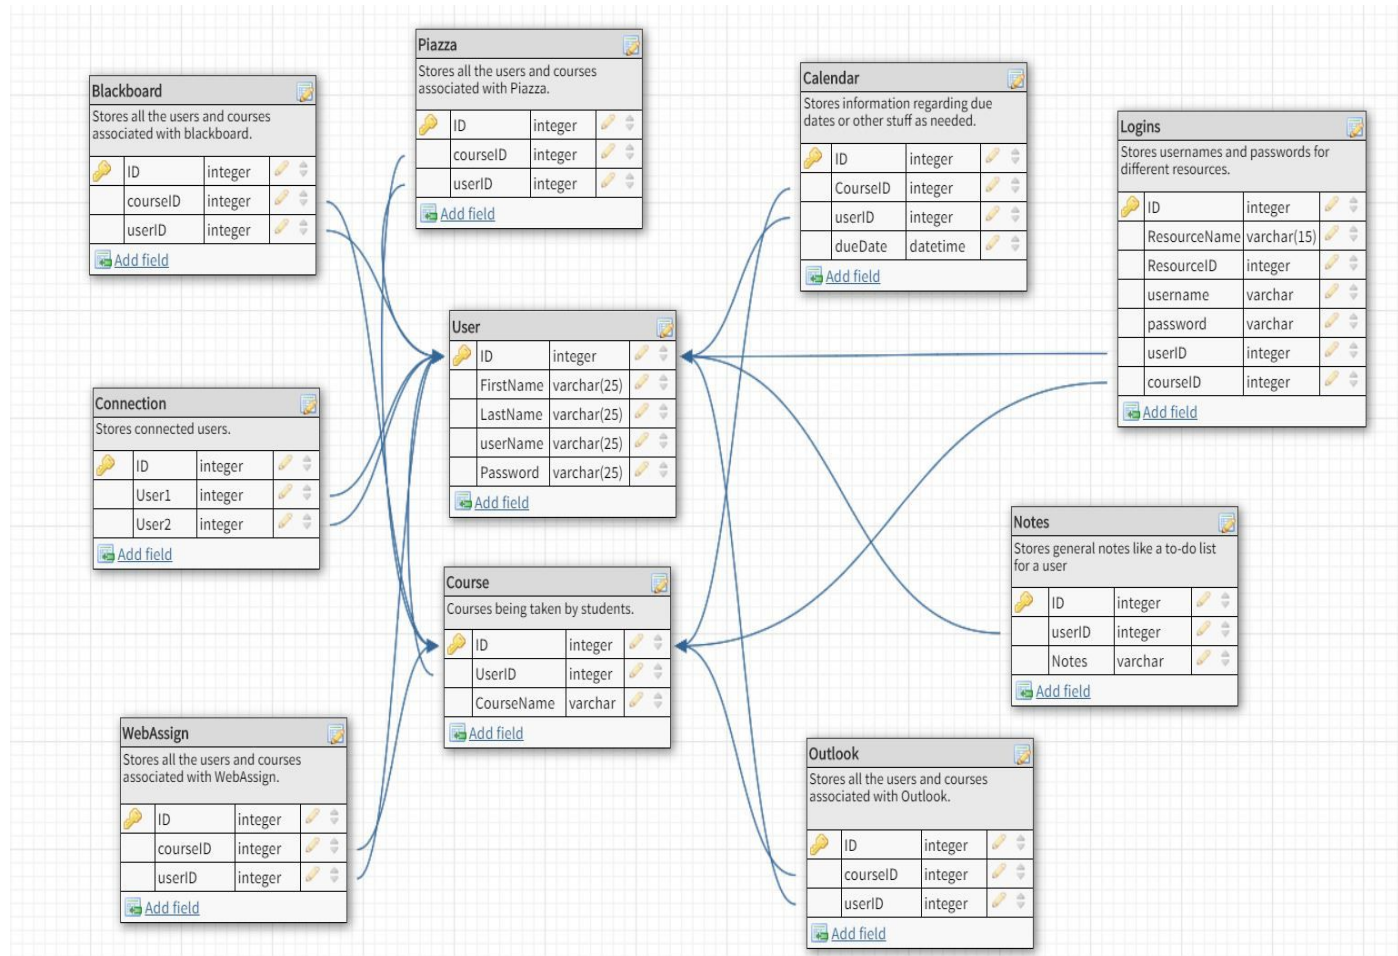 Piazza
Stores all the users and courses
associated with Piazza.
ID integer
courseID integer
userID integer
Add field
Blackboard
Stores all the users and courses
associated with blackboard.
ID integer
courseID integer
userID integer
Add field
Calendar
Stores information regarding due
dates or other stuff as needed.
ID integer
CourseID integer
userID integer
dueDate datetime
Add field
Logins
Stores usernames and passwords for
different resources.
ID integer
ResourceName varchar(15)
ResourceID integer
username varchar
password varchar
userID integer
courseID integer
Add field
User
ID integer
FirstName varchar(25)
LastName varchar(25)
userName varchar(25)
Password varchar(25)
Add field
Connection
Stores connected users.
ID integer
User1 integer
User2 integer
Add field
Course
Courses being taken by students.
ID integer
UserID integer
CourseName varchar
Add field
Notes
Stores general notes like a to-do list
for a user
ID integer
userID integer
Notes varchar
Add field
WebAssign
Stores all the users and courses
associated with WebAssign.
ID integer
courseID integer
userID integer
Add field
Outlook
Stores all the users and courses
associated with Outlook.
ID integer
courseID integer
userID integer
Add field